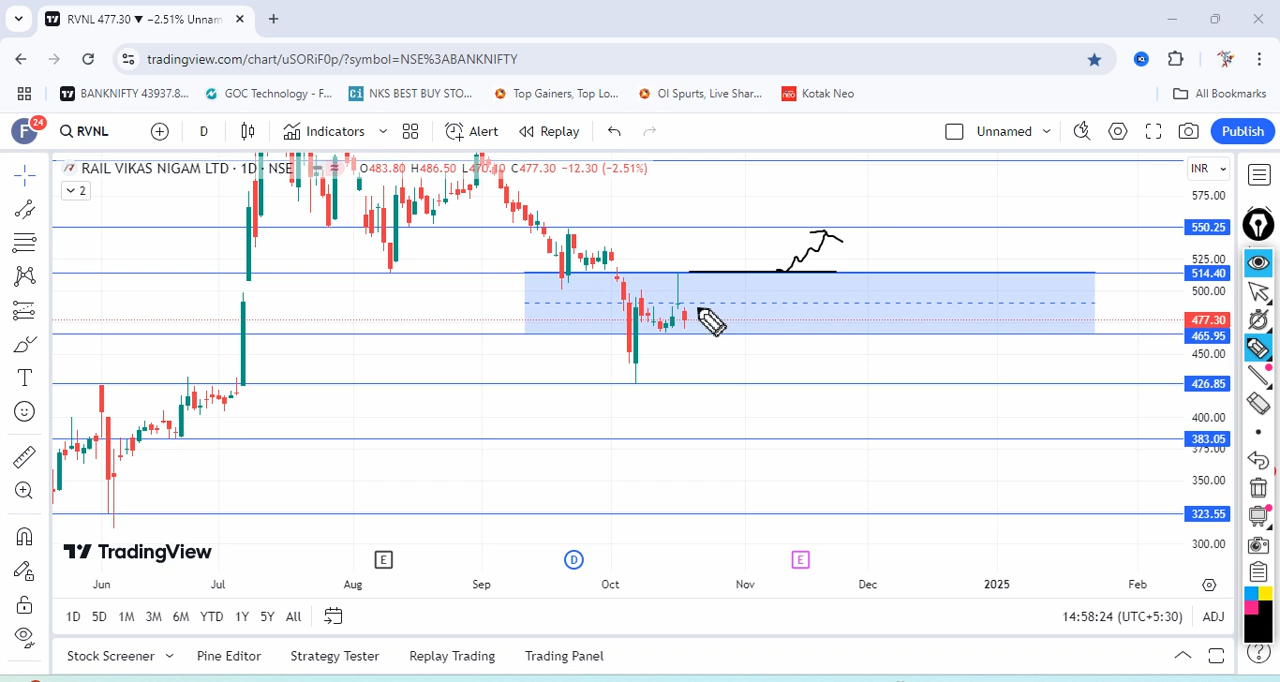 RVNL 477.30 ▼ −2.51% Unnam
tradingview.com/chart/uSORiF0p/?symbol=NSE%3ABANKNIFTY
BANKNIFTY 43937.8... GOC Technology - F... NKS BEST BUY STO... Top Gainers, Top Lo... OI Spurts, Live Shar... Kotak Neo All Bookmarks
F 24 RVNL D Indicators Alert Replay Unnamed Publish
RAIL VIKAS NIGAM LTD · 1D · NSE O483.80 H486.50 L470.10 C477.30 −12.30 (−2.51%) INR
2
575.00
550.25
525.00
514.40
500.00
477.30
465.95
450.00
426.85
400.00
383.05
375.00
350.00
323.55
300.00
TradingView
E D E
Jun Jul Aug Sep Oct Nov Dec 2025 Feb
1D 5D 1M 3M 6M YTD 1Y 5Y All 14:58:24 (UTC+5:30) ADJ
Stock Screener Pine Editor Strategy Tester Replay Trading Trading Panel